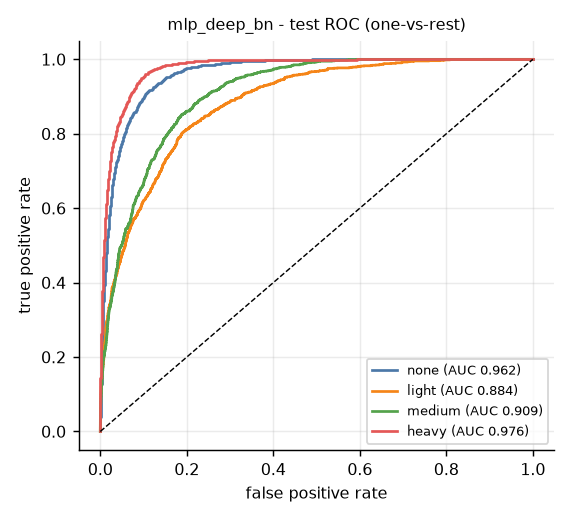 mlp_deep_bn - test ROC (one-vs-rest)
1.0
0.8
0.6
0.4
0.2
0.0
true positive rate
none (AUC 0.962)
light (AUC 0.884)
medium (AUC 0.909)
heavy (AUC 0.976)
0.0 0.2 0.4 0.6 0.8 1.0
false positive rate